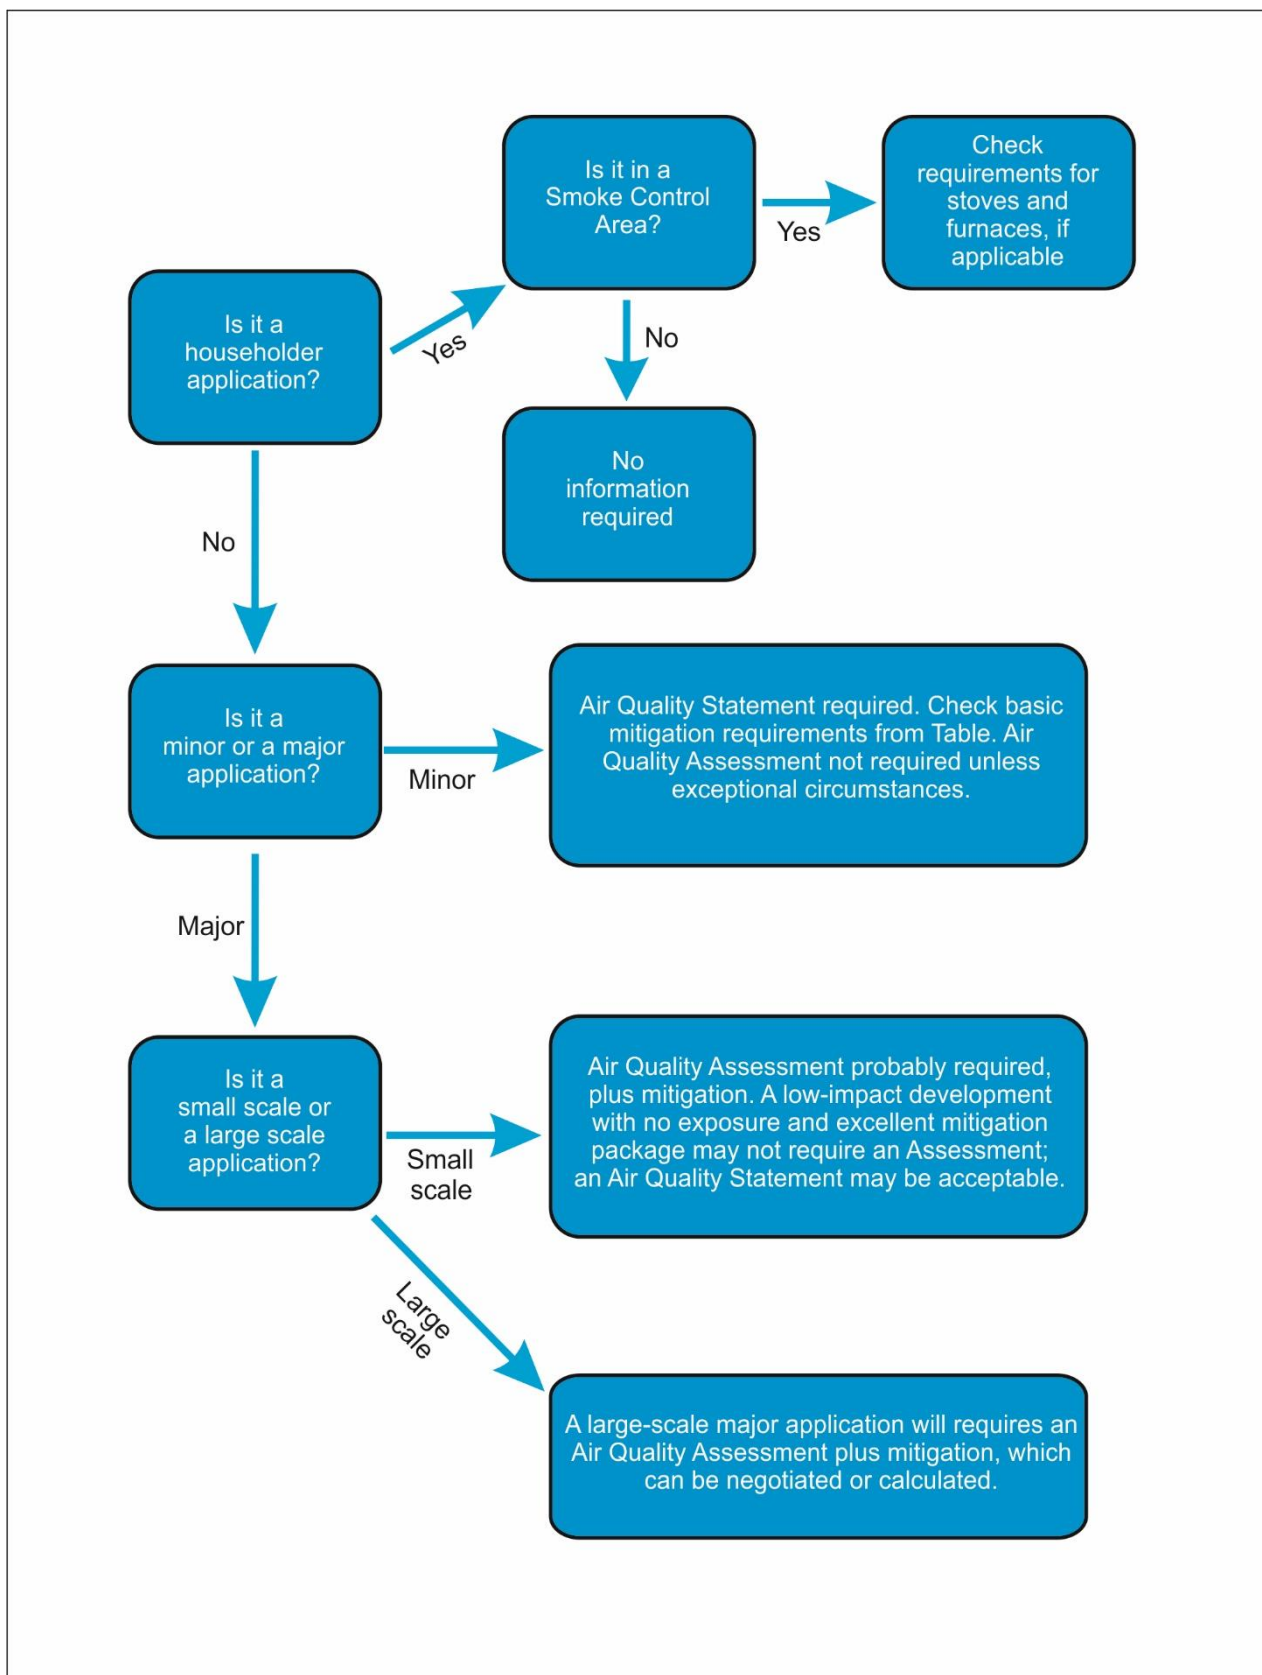 Is it in a
Smoke Control
Area?
Yes
Check
requirements for
stoves and
furnaces, if
applicable
Is it a
householder
application?
Yes
No
No
information
required
No
Is it a
minor or a major
application?
Minor
Air Quality Statement required. Check basic
mitigation requirements from Table. Air
Quality Assessment not required unless
exceptional circumstances.
Major
Is it a
small scale or
a large scale
application?
Small
scale
Air Quality Assessment probably required,
plus mitigation. A low-impact development
with no exposure and excellent mitigation
package may not require an Assessment;
an Air Quality Statement may be acceptable.
Large
scale
A large-scale major application will requires an
Air Quality Assessment plus mitigation, which
can be negotiated or calculated.